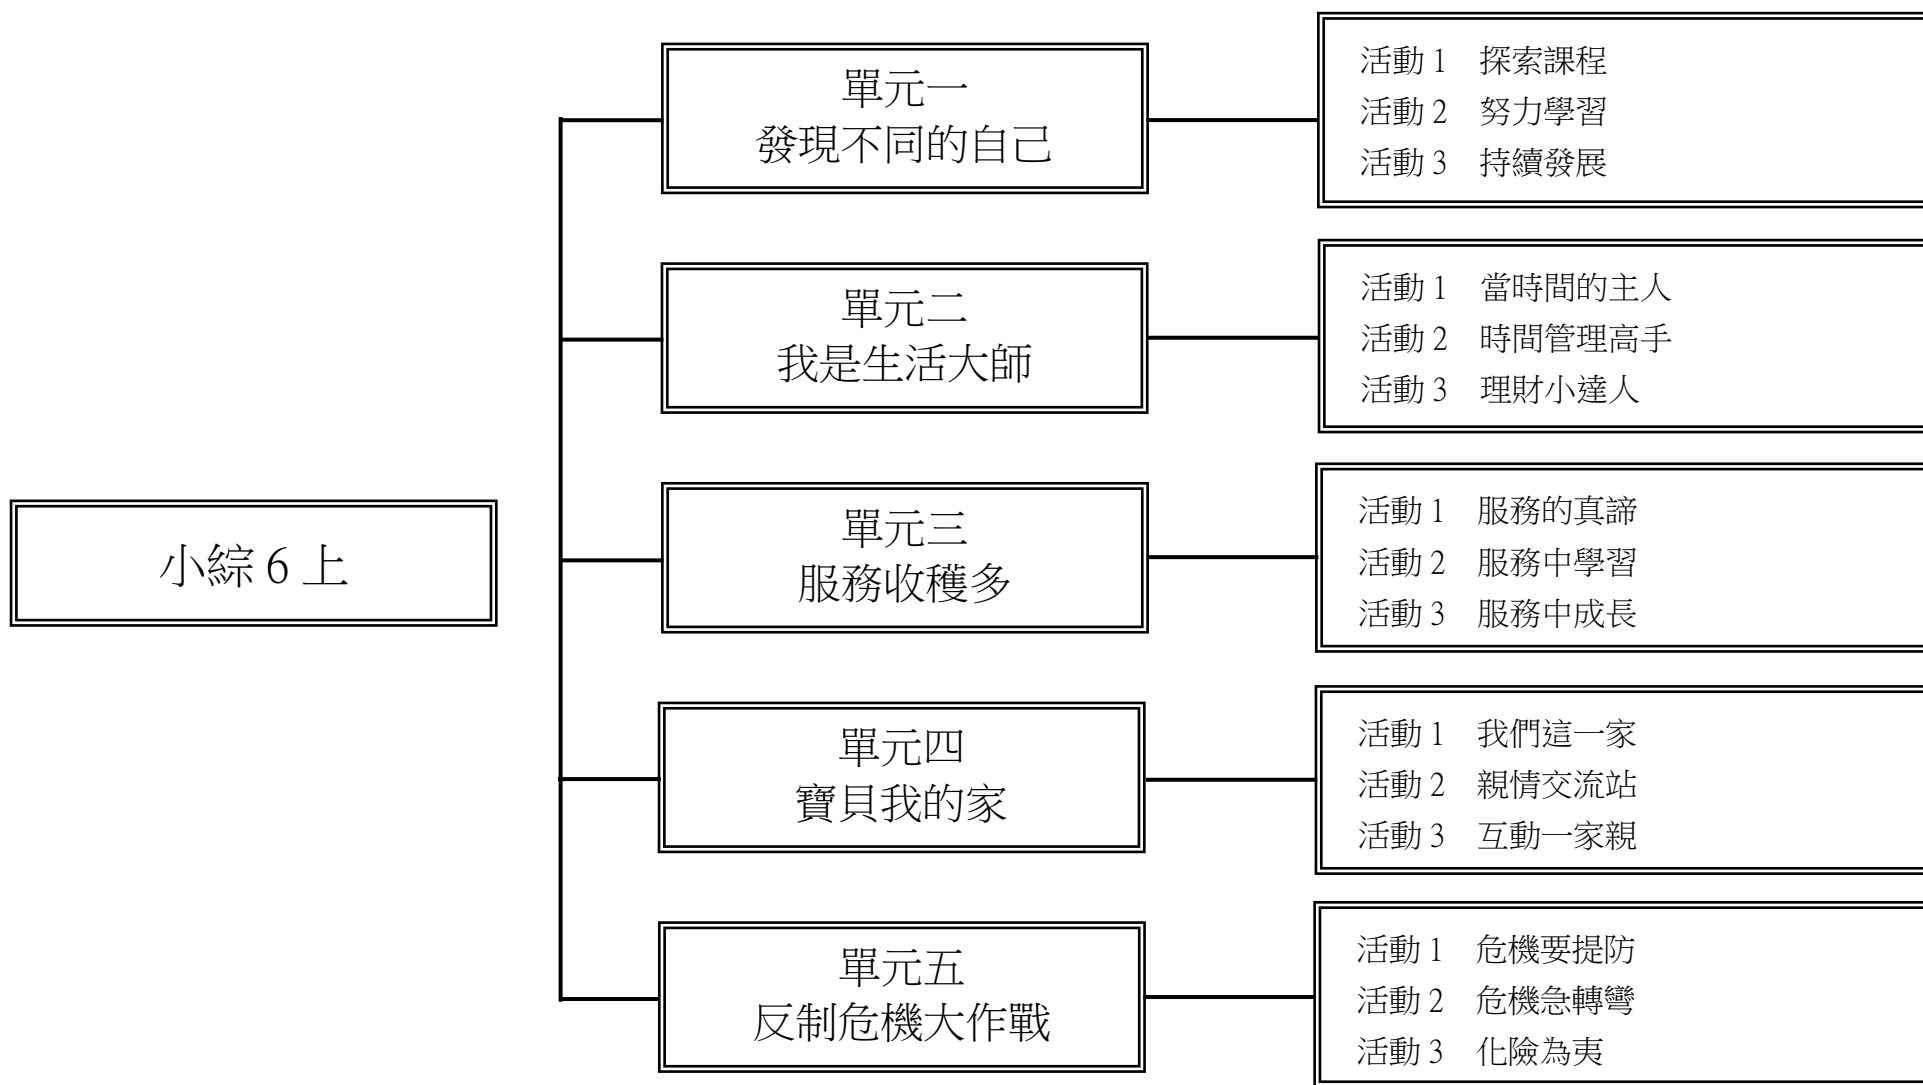 小綜 6 上
單元一
發現不同的自己
活動 1 探索課程
活動 2 努力學習
活動 3 持續發展
單元二
我是生活大師
活動 1 當時間的主人
活動 2 時間管理高手
活動 3 理財小達人
單元三
服務收穫多
活動 1 服務的真諦
活動 2 服務中學習
活動 3 服務中成長
單元四
寶貝我的家
活動 1 我們這一家
活動 2 親情交流站
活動 3 互動一家親
單元五
反制危機大作戰
活動 1 危機要提防
活動 2 危機急轉彎
活動 3 化險為夷